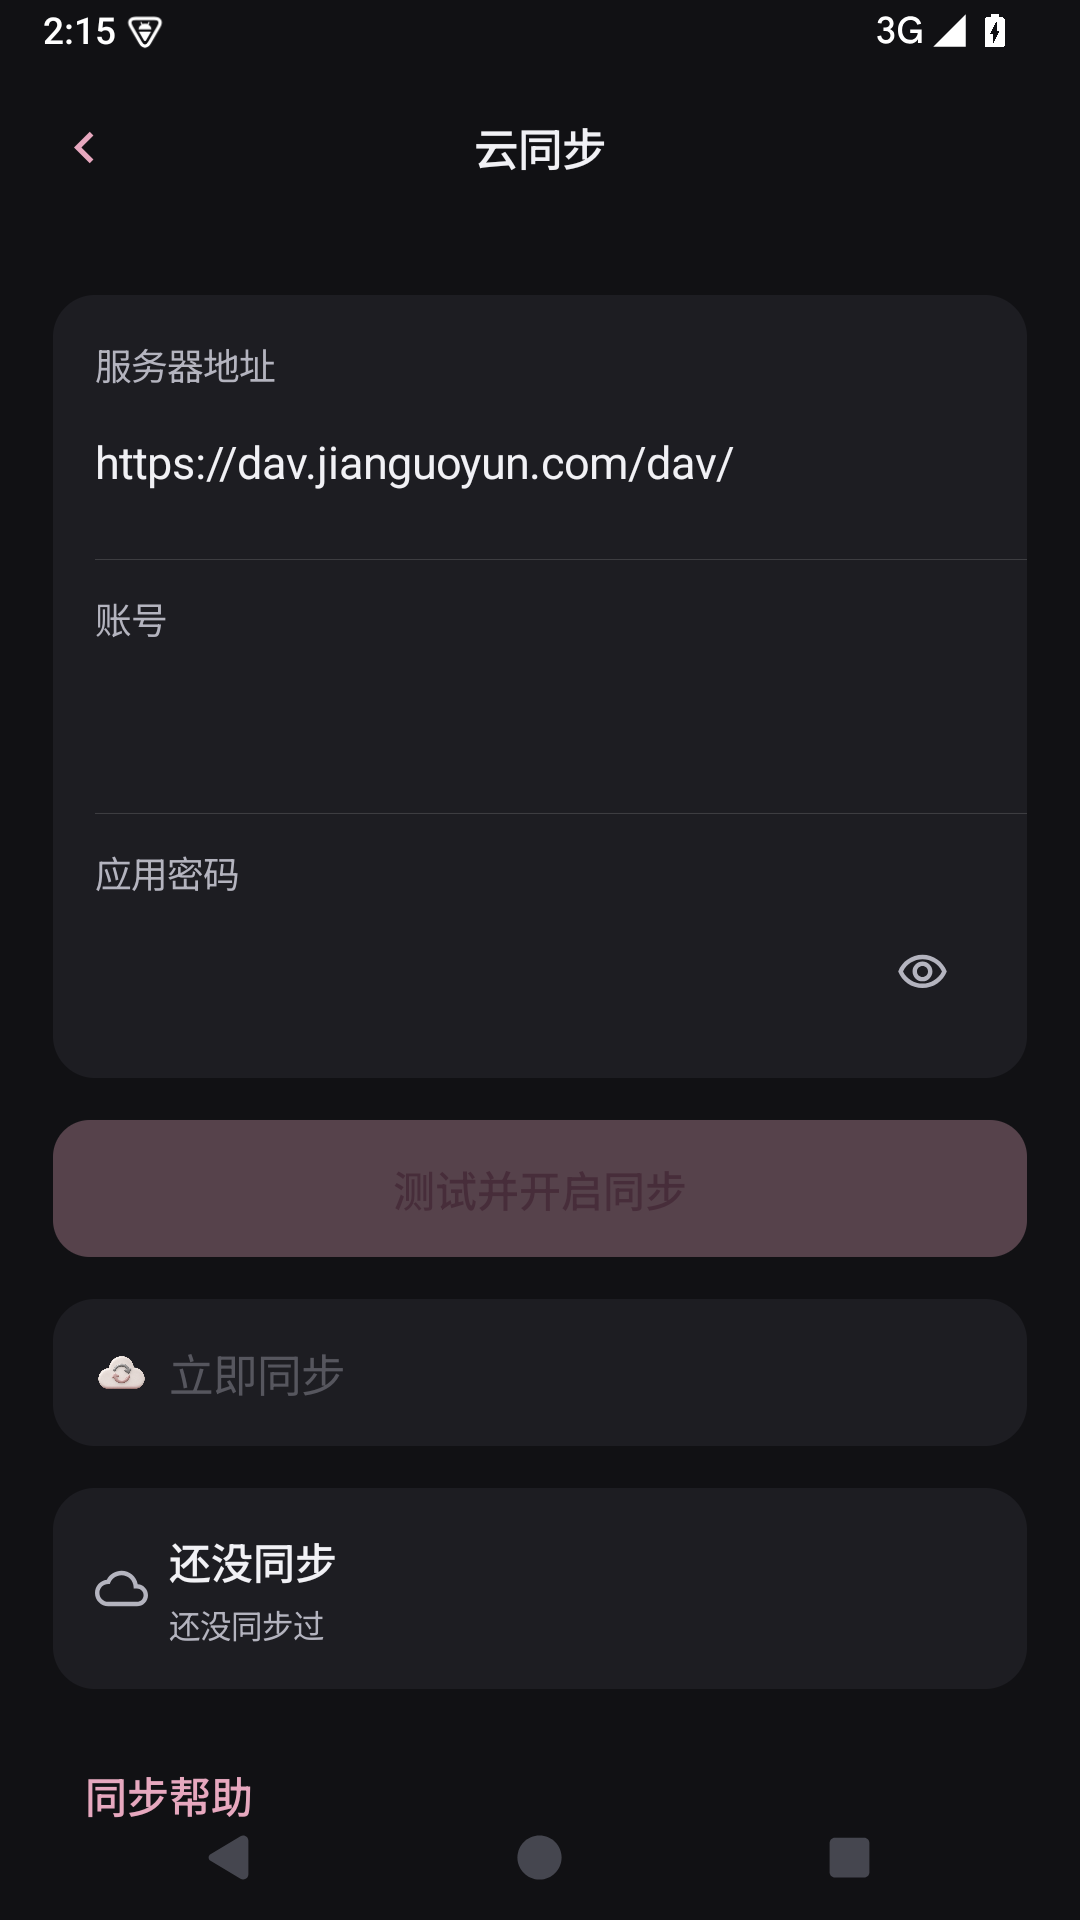 2:15
3G
云同步
服务器地址
https://dav.jianguoyun.com/dav/
账号
应用密码
测试并开启同步
立即同步
还没同步
还没同步过
同步帮助